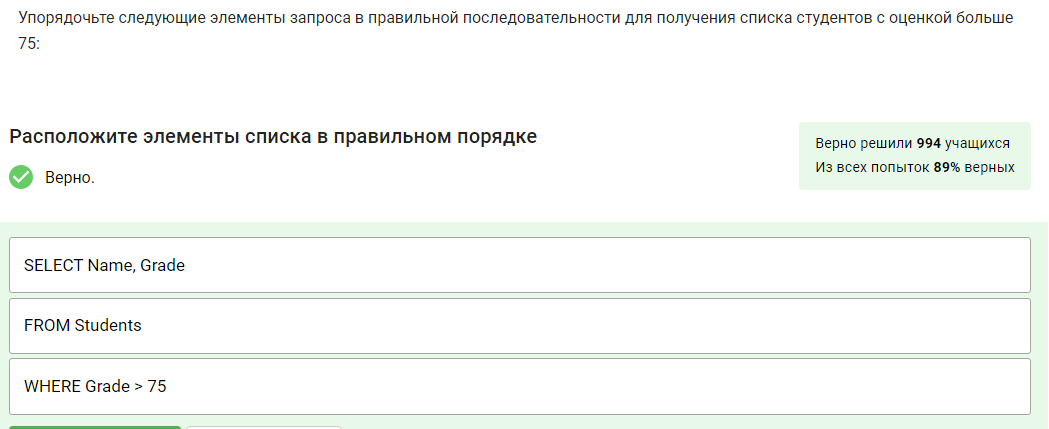 Упорядочьте следующие элементы запроса в правильной последовательности для получения списка студентов с оценкой больше
75:
Расположите элементы списка в правильном порядке
Верно.
Верно решили 994 учащихся
Из всех попыток 89% верных
SELECT Name, Grade
FROM Students
WHERE Grade > 75